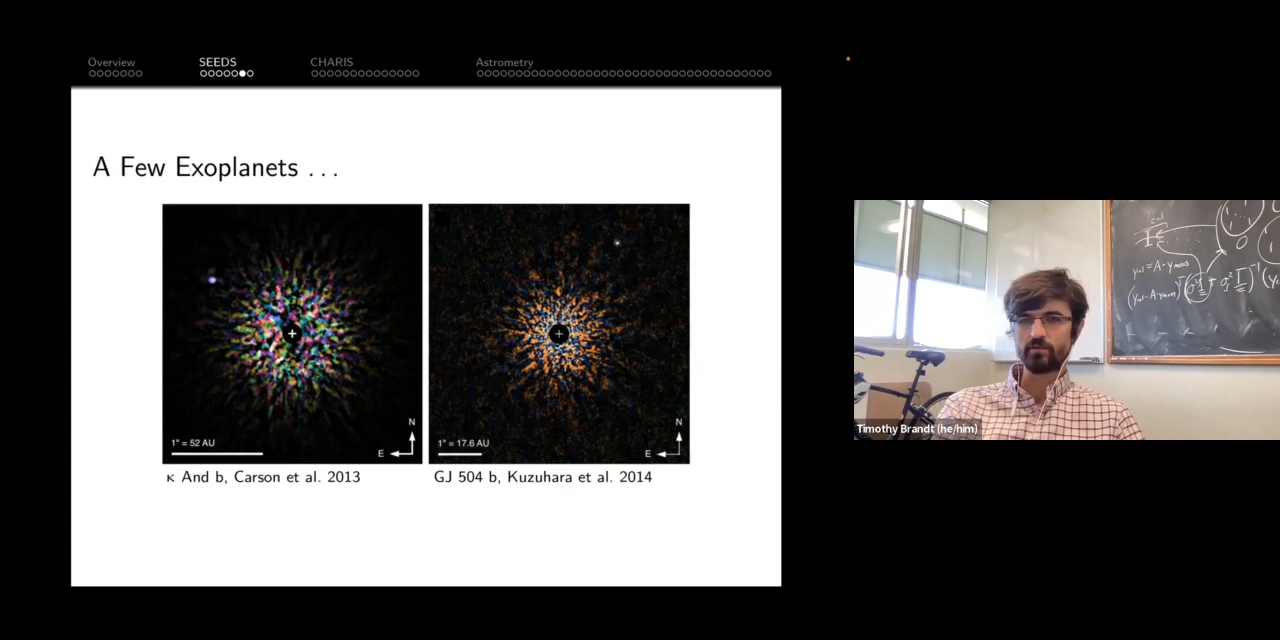 Overview
SEEDS
CHARIS
Astrometry
A Few Exoplanets . . .
1" = 52 AU
N
E
1" = 17.6 AU
N
E
κ And b, Carson et al. 2013
GJ 504 b, Kuzuhara et al. 2014
Timothy Brandt (he/him)